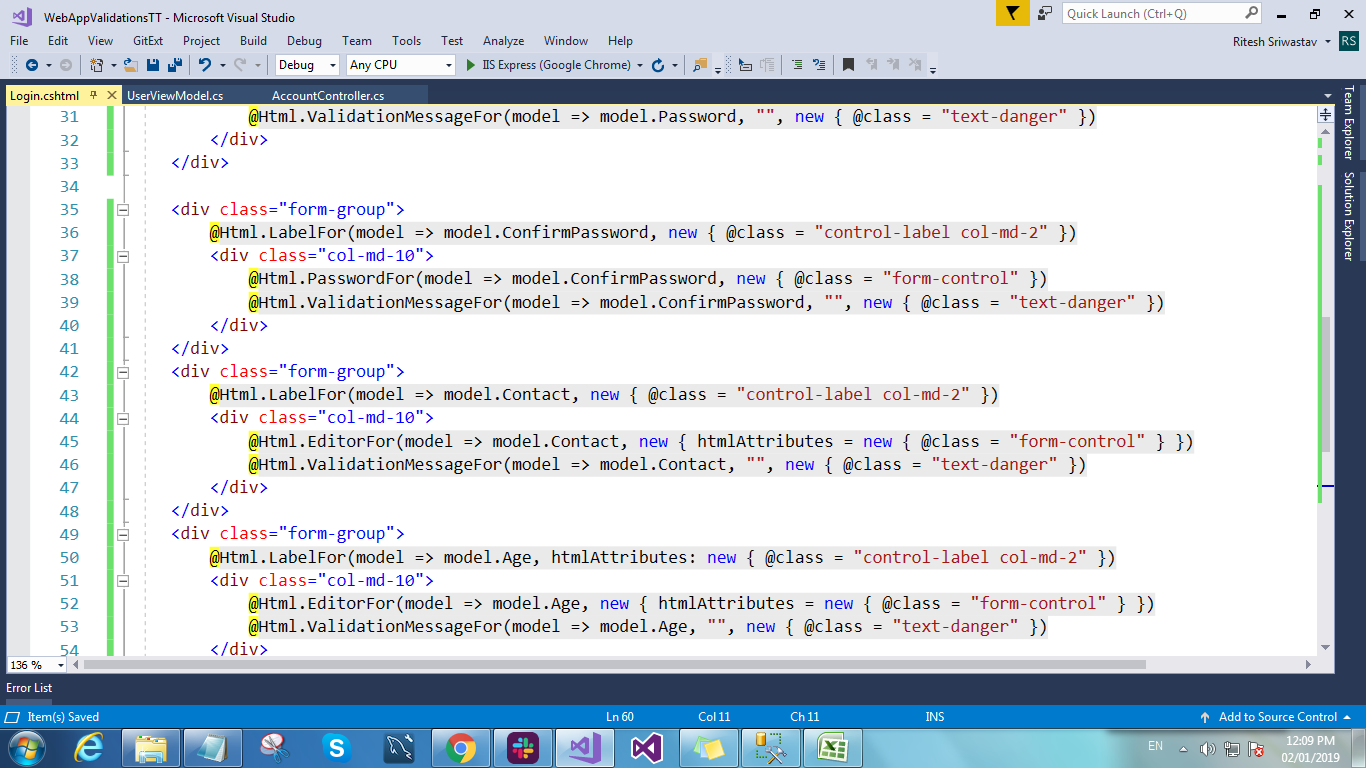 WebAppValidationsTT - Microsoft Visual Studio
Quick Launch (Ctrl+Q)
File Edit View GitExt Project Build Debug Team Tools Test Analyze Window Help
Ritesh Sriwastav RS
Debug Any CPU IIS Express (Google Chrome)
Login.cshtml UserViewModel.cs AccountController.cs
Team Explorer
Solution Explorer
31 @Html.ValidationMessageFor(model => model.Password, "", new { @class = "text-danger" })
32 </div>
33 </div>
34
35 <div class="form-group">
36 @Html.LabelFor(model => model.ConfirmPassword, new { @class = "control-label col-md-2" })
37 <div class="col-md-10">
38 @Html.PasswordFor(model => model.ConfirmPassword, new { @class = "form-control" })
39 @Html.ValidationMessageFor(model => model.ConfirmPassword, "", new { @class = "text-danger" })
40 </div>
41 </div>
42 <div class="form-group">
43 @Html.LabelFor(model => model.Contact, new { @class = "control-label col-md-2" })
44 <div class="col-md-10">
45 @Html.EditorFor(model => model.Contact, new { htmlAttributes = new { @class = "form-control" } })
46 @Html.ValidationMessageFor(model => model.Contact, "", new { @class = "text-danger" })
47 </div>
48 </div>
49 <div class="form-group">
50 @Html.LabelFor(model => model.Age, htmlAttributes: new { @class = "control-label col-md-2" })
51 <div class="col-md-10">
52 @Html.EditorFor(model => model.Age, new { htmlAttributes = new { @class = "form-control" } })
53 @Html.ValidationMessageFor(model => model.Age, "", new { @class = "text-danger" })
54 </div>
136 %
Error List
Item(s) Saved Ln 60 Col 11 Ch 11 INS Add to Source Control
EN 12:09 PM
02/01/2019